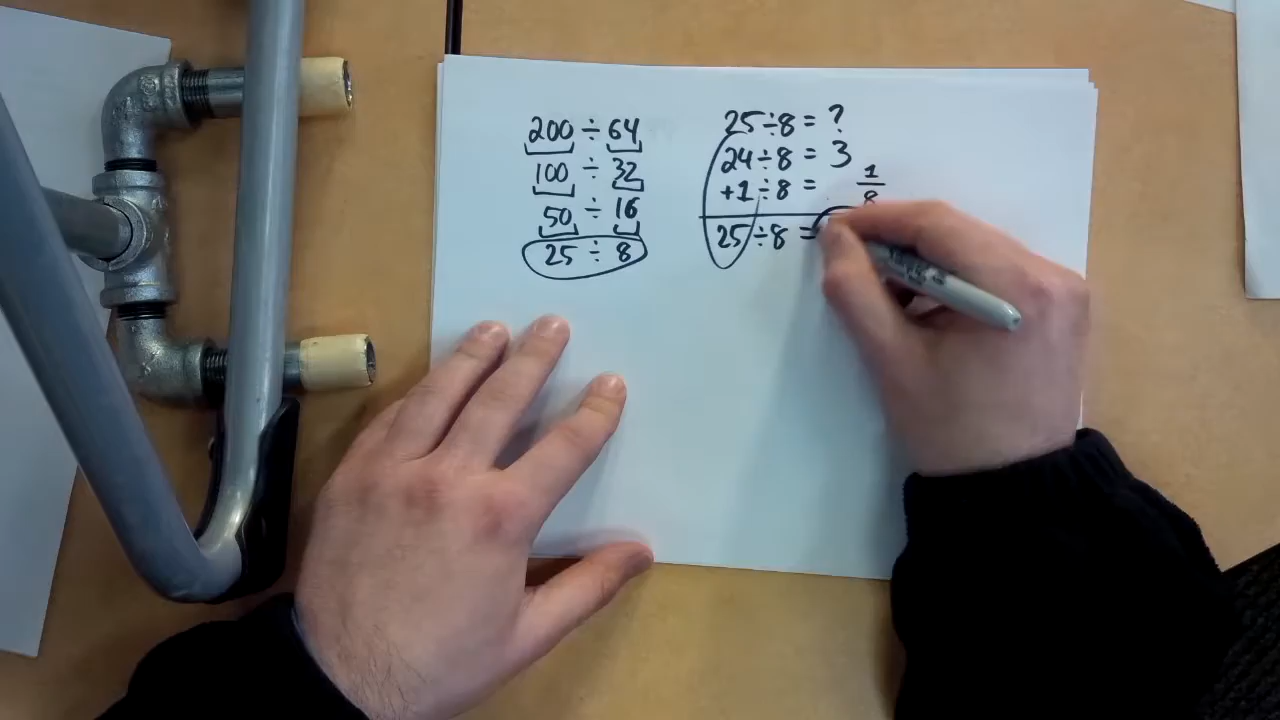 200 ÷ 64
100 ÷ 32
50 ÷ 16
25 ÷ 8
25 ÷ 8 = ?
24 ÷ 8 = 3
+1 ÷ 8 = 1/8
25 ÷ 8 =